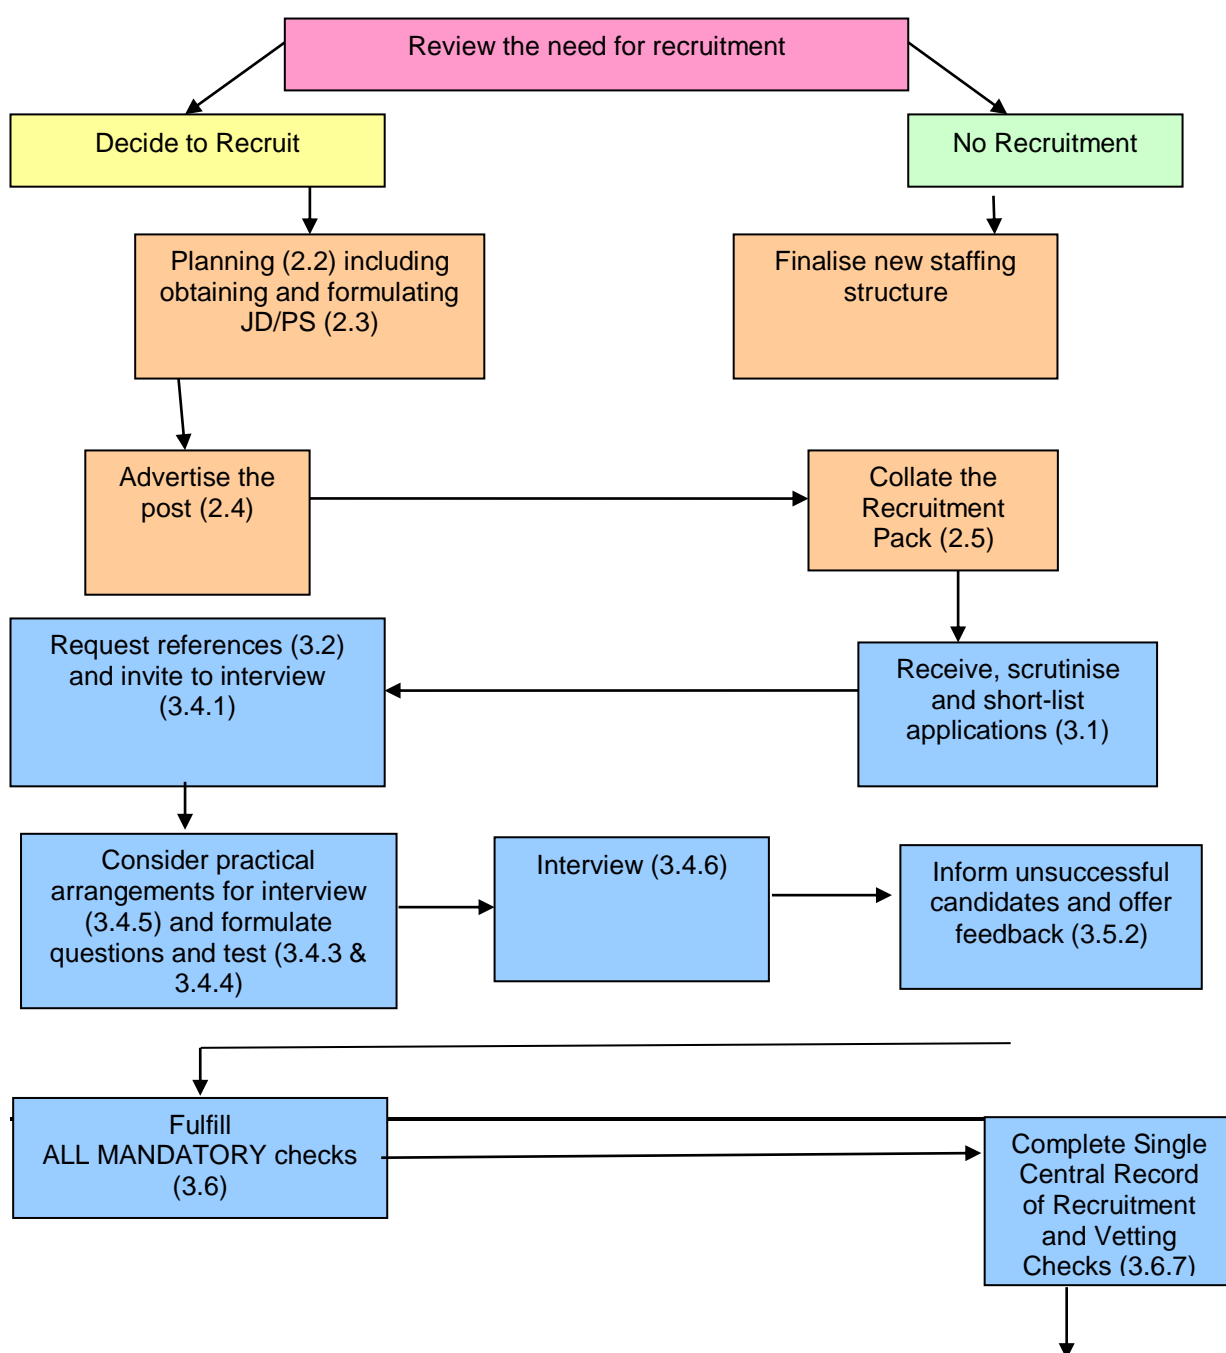 Review the need for recruitment
Decide to Recruit
No Recruitment
Planning (2.2) including
obtaining and formulating
JD/PS (2.3)
Finalise new staffing
structure
Advertise the
post (2.4)
Collate the
Recruitment
Pack (2.5)
Request references (3.2)
and invite to interview
(3.4.1)
Receive, scrutinise
and short-list
applications (3.1)
Consider practical
arrangements for interview
(3.4.5) and formulate
questions and test (3.4.3 &
3.4.4)
Interview (3.4.6)
Inform unsuccessful
candidates and offer
feedback (3.5.2)
Fulfill
ALL MANDATORY checks
(3.6)
Complete Single
Central Record
of Recruitment
and Vetting
Checks (3.6.7)